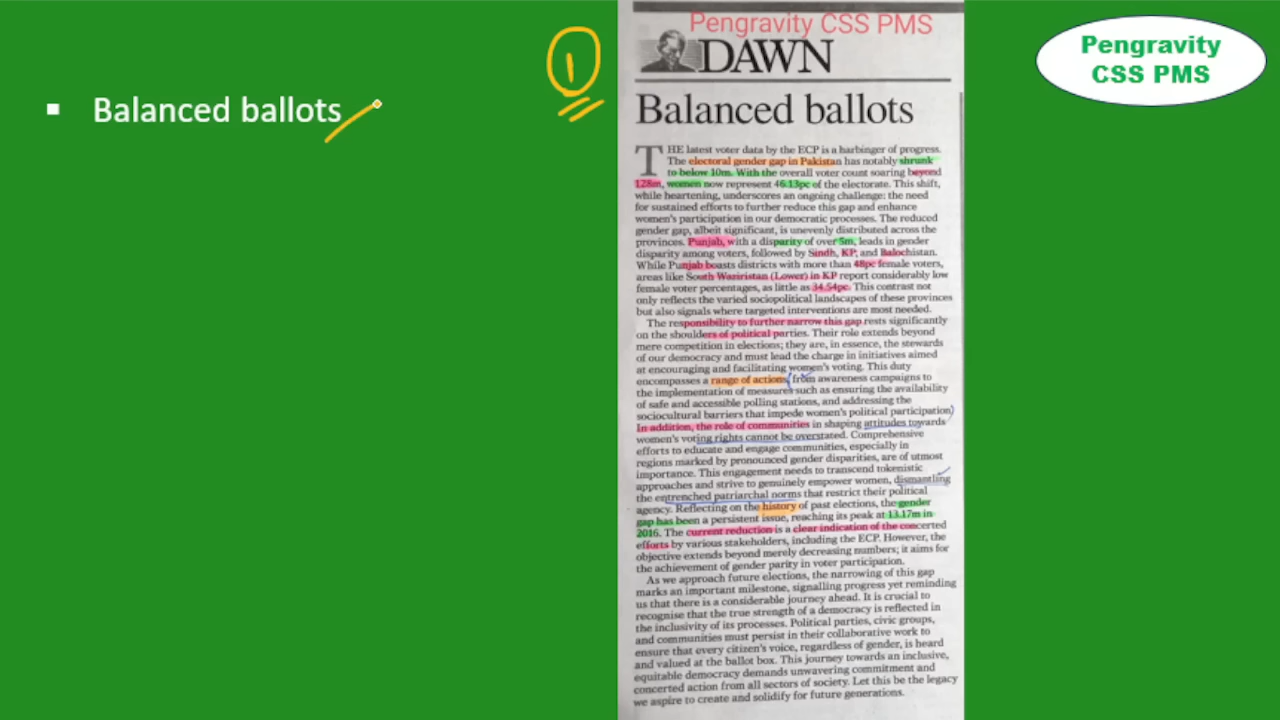 Balanced ballots
1
Pengravity CSS PMS
DAWN
Balanced ballots
THE latest voter data by the ECP is a harbinger of progress.
The electoral gender gap in Pakistan has notably shrunk
to below 10m. With the overall voter count soaring beyond
128m, women now represent 46.13pc of the electorate. This shift,
while heartening, underscores an ongoing challenge: the need
for sustained efforts to further reduce this gap and enhance
women's participation in our democratic processes. The reduced
gender gap, albeit significant, is unevenly distributed across the
provinces. Punjab, with a disparity of over 5m, leads in gender
disparity among voters, followed by Sindh, KP, and Balochistan.
While Punjab boasts districts with more than 48pc female voters,
areas like South Waziristan (Lower) in KP report considerably low
female voter percentages, as little as 34.54pc. This contrast not
only reflects the varied sociopolitical landscapes of these provinces
but also signals where targeted interventions are most needed.
The responsibility to further narrow this gap rests significantly
on the shoulders of political parties. Their role extends beyond
mere competition in elections; they are, in essence, the stewards
of our democracy and must lead the charge in initiatives aimed
at encouraging and facilitating women's voting. This duty
encompasses a range of actions, from awareness campaigns to
the implementation of measures such as ensuring the availability
of safe and accessible polling stations, and addressing the
sociocultural barriers that impede women's political participation
In addition, the role of communities in shaping attitudes towards
women's voting rights cannot be overstated. Comprehensive
efforts to educate and engage communities, especially in
regions marked by pronounced gender disparities, are of utmost
importance. This engagement needs to transcend tokenistic
approaches and strive to genuinely empower women, dismantling
the entrenched patriarchal norms that restrict their political
agency. Reflecting on the history of past elections, the gender
gap has been a persistent issue, reaching its peak at 13.17m in
2016. The current reduction is a clear indication of the concerted
efforts by various stakeholders, including the ECP. However, the
objective extends beyond merely decreasing numbers; it aims for
the achievement of gender parity in voter participation.
As we approach future elections, the narrowing of this gap
marks an important milestone, signalling progress yet reminding
us that there is a considerable journey ahead. It is crucial to
recognise that the true strength of a democracy is reflected in
the inclusivity of its processes. Political parties, civic groups,
and communities must persist in their collaborative work to
ensure that every citizen's voice, regardless of gender, is heard
and valued at the ballot box. This journey towards an inclusive,
equitable democracy demands unwavering commitment and
concerted action from all sectors of society. Let this be the legacy
we aspire to create and solidify for future generations.
Pengravity
CSS PMS